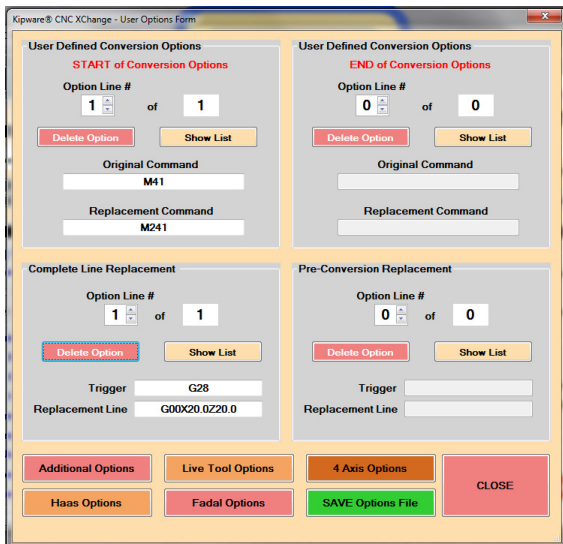 Kipware® CNC XChange - User Options Form
User Defined Conversion Options
START of Conversion Options
Option Line #
1 of 1
Delete Option Show List
Original Command
M41
Replacement Command
M241
User Defined Conversion Options
END of Conversion Options
Option Line #
0 of 0
Delete Option Show List
Original Command
Replacement Command
Complete Line Replacement
Option Line #
1 of 1
Delete Option Show List
Trigger G28
Replacement Line G00X20.0Z20.0
Pre-Conversion Replacement
Option Line #
0 of 0
Delete Option Show List
Trigger
Replacement Line
Additional Options Live Tool Options 4 Axis Options CLOSE
Haas Options Fadal Options SAVE Options File